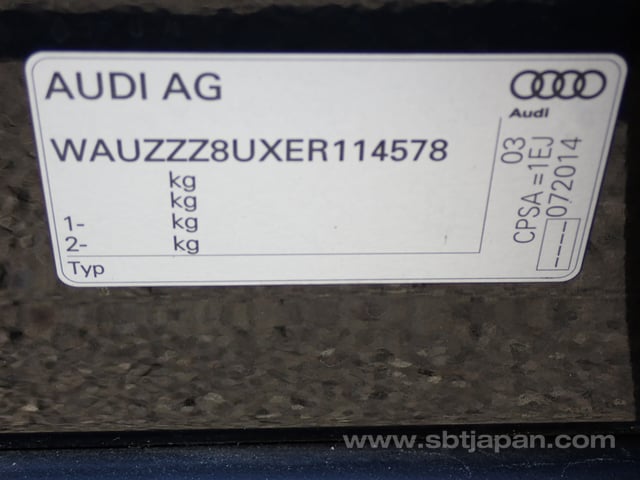 AUDI AG
Audi
WAUZZZ8UXER114578
kg
kg
1- kg
2- kg
Typ
03
CPSA =1EJ
072014
-----
www.sbtjapan.com